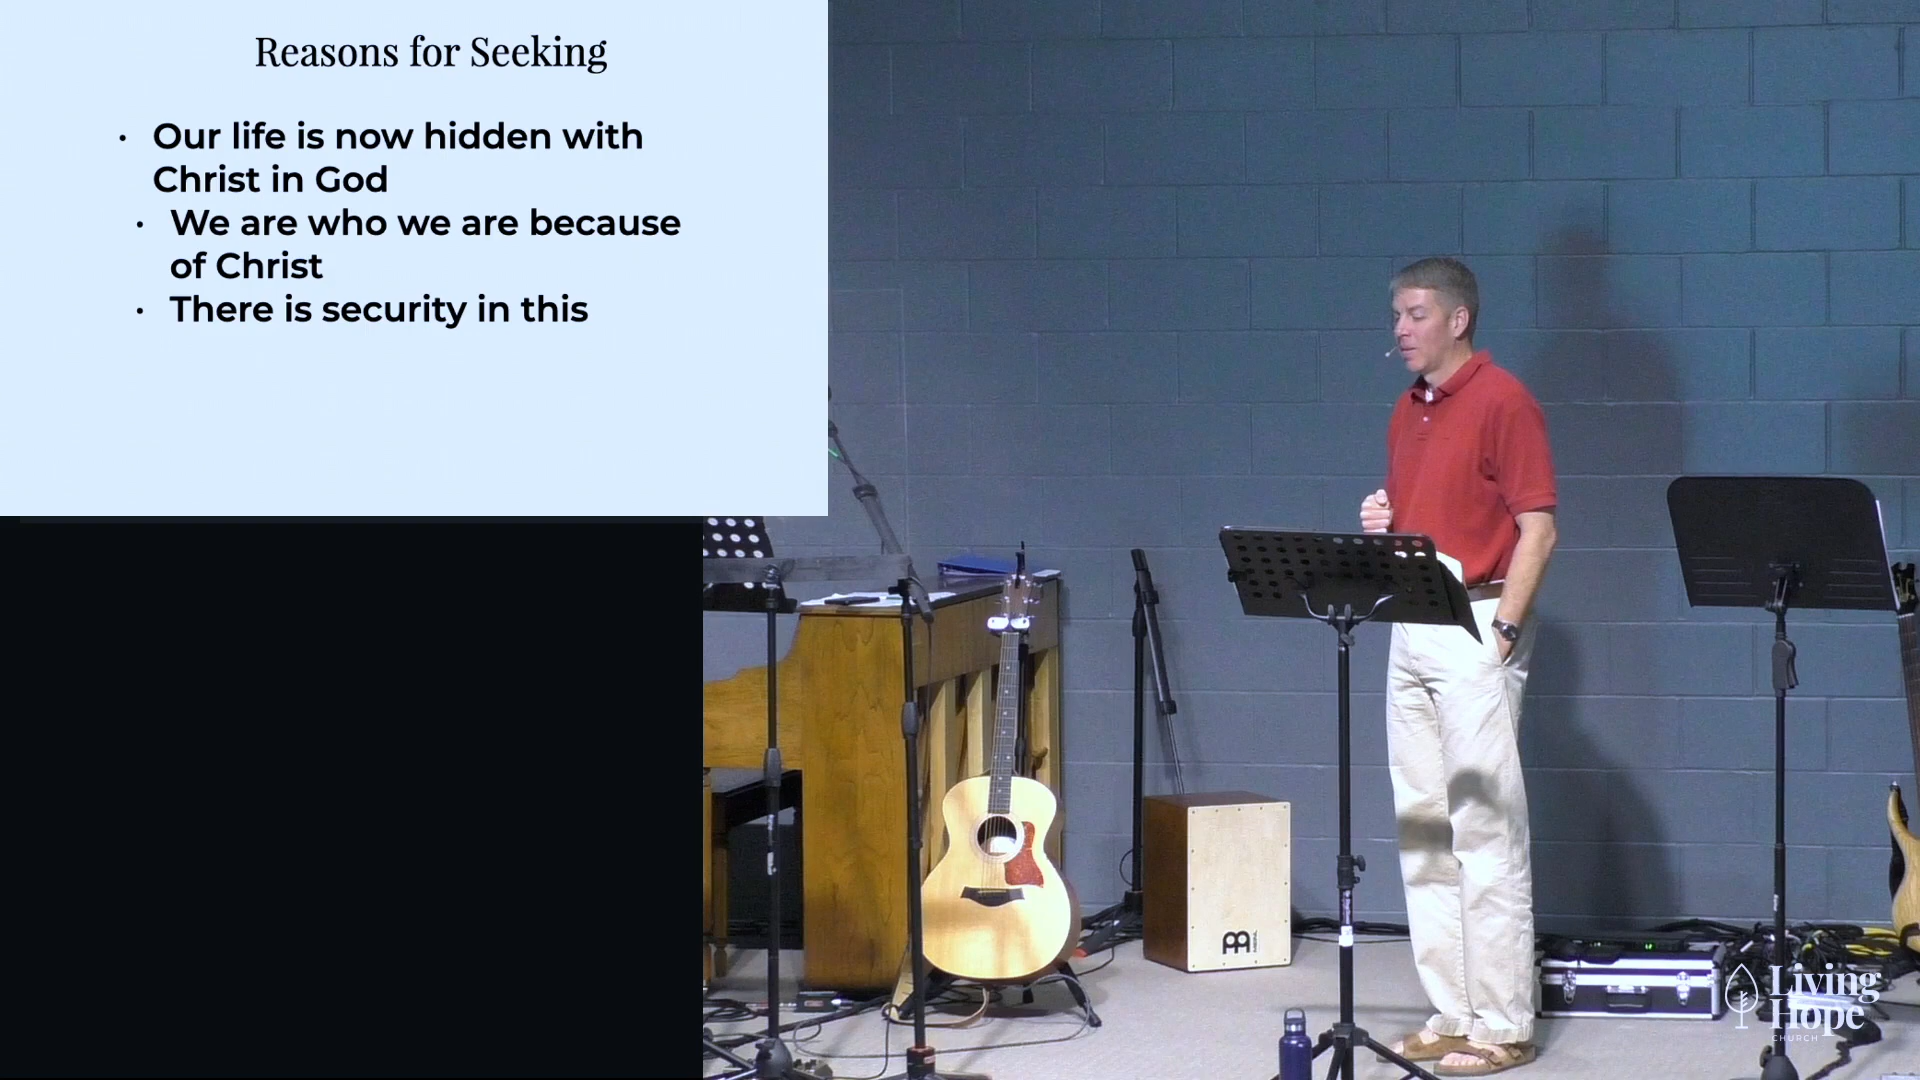 Reasons for Seeking
• Our life is now hidden with
Christ in God
• We are who we are because
of Christ
• There is security in this
Living
Hope
CHURCH